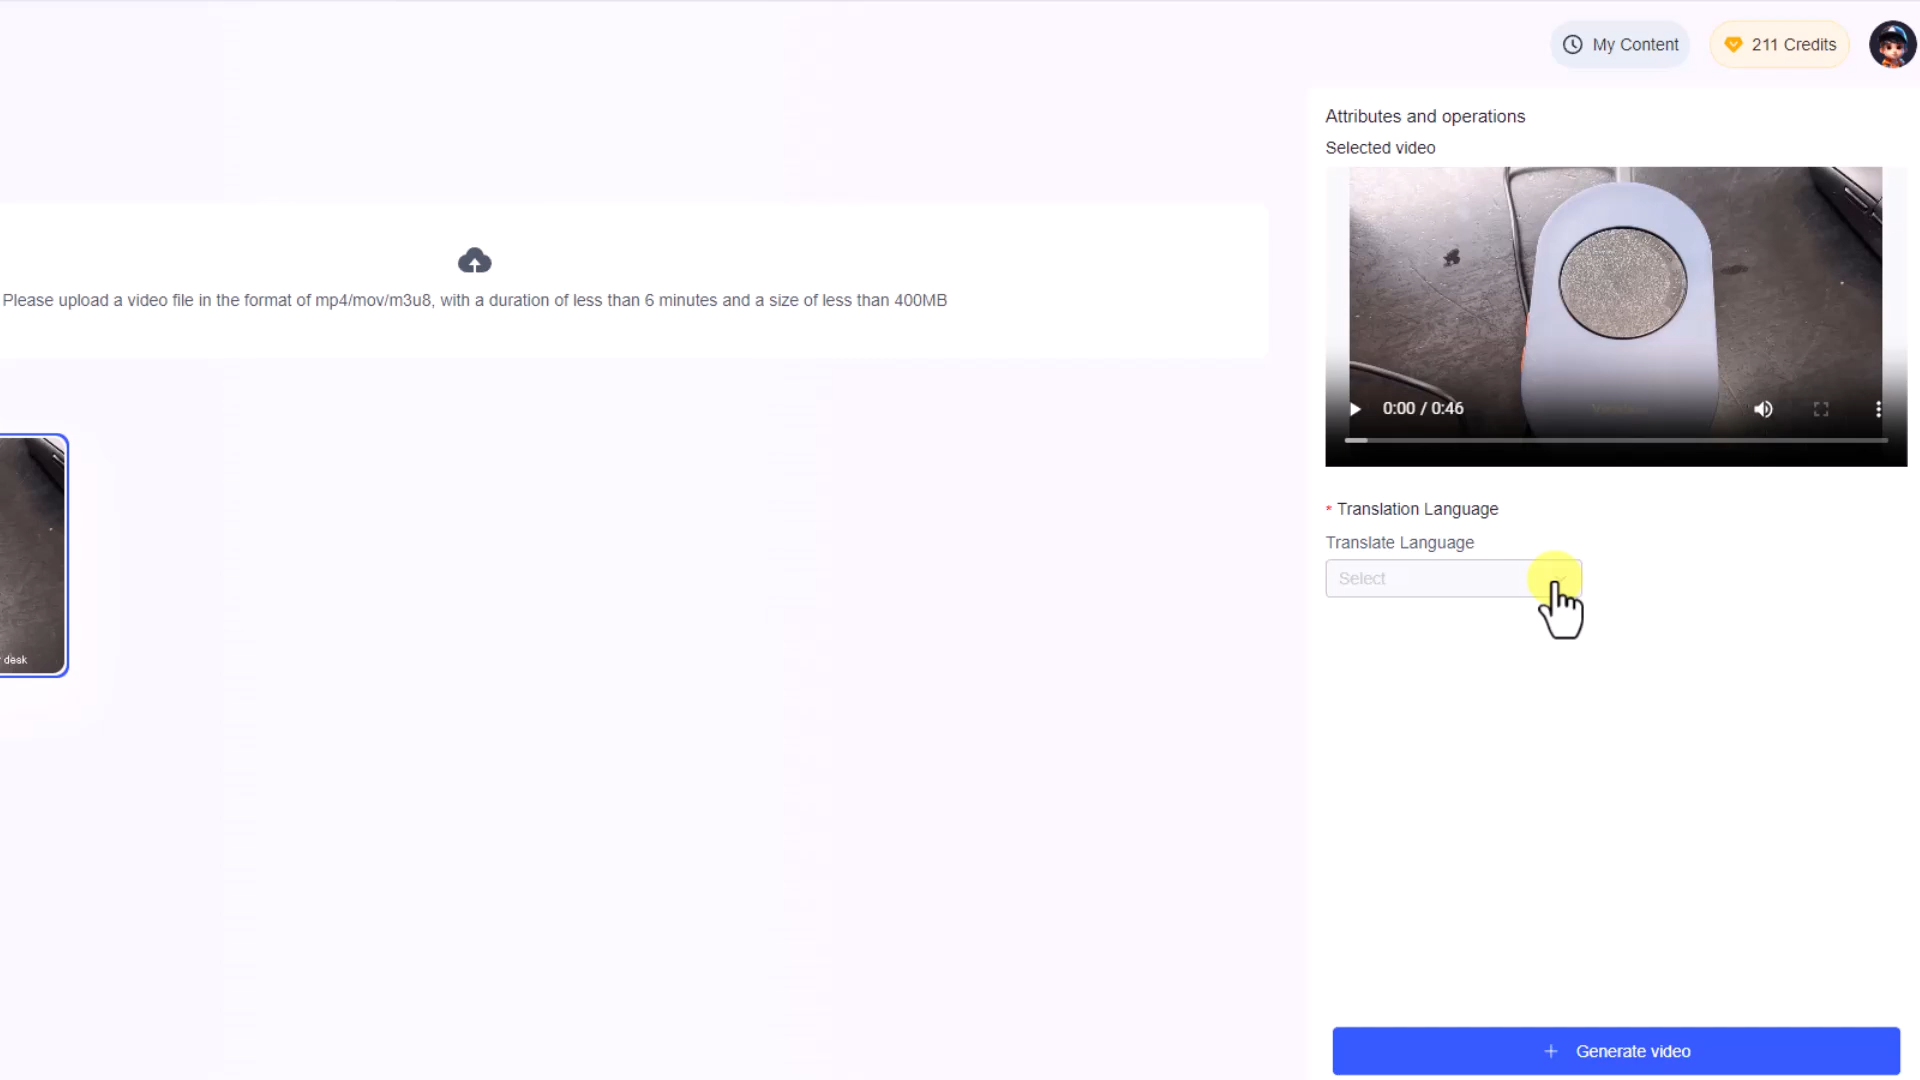 My Content
211 Credits
Attributes and operations
Selected video
Please upload a video file in the format of mp4/mov/m3u8, with a duration of less than 6 minutes and a size of less than 400MB
0:00 / 0:46
desk
* Translation Language
Translate Language
Select
+ Generate video